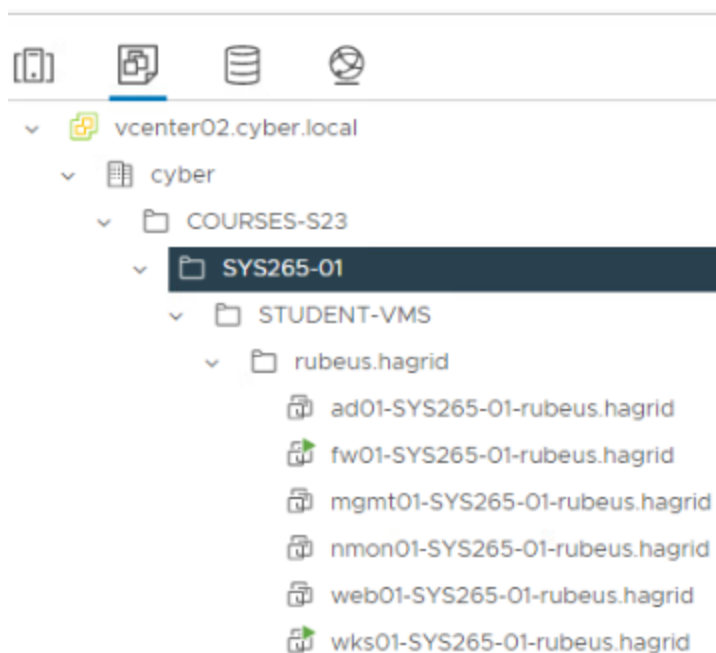 vcenter02.cyber.local
cyber
COURSES-S23
SYS265-01
STUDENT-VMS
rubeus.hagrid
ad01-SYS265-01-rubeus.hagrid
fw01-SYS265-01-rubeus.hagrid
mgmt01-SYS265-01-rubeus.hagrid
nmon01-SYS265-01-rubeus.hagrid
web01-SYS265-01-rubeus.hagrid
wks01-SYS265-01-rubeus.hagrid